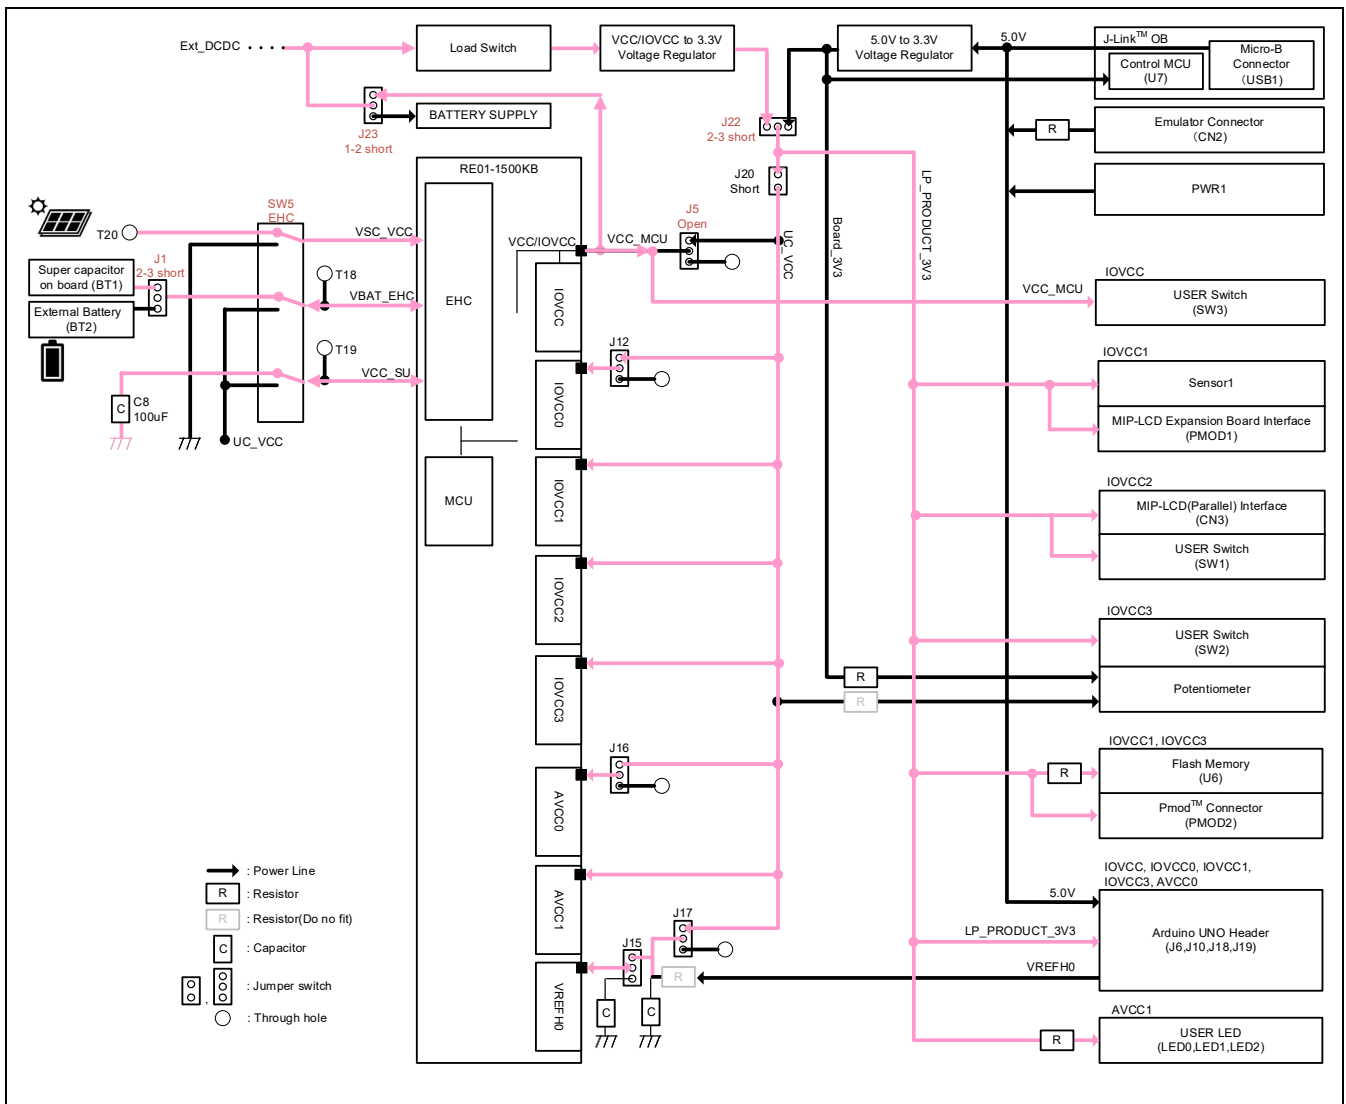 Ext_DCDC
Load Switch
VCC/IOVCC to 3.3V
Voltage Regulator
5.0V to 3.3V
Voltage Regulator
5.0V
J-Link™ OB
Control MCU
(U7)
Micro-B
Connector
(USB1)
J23
1-2 short
BATTERY SUPPLY
J22
2-3 short
R
Emulator Connector
(CN2)
PWR1
RE01-1500KB
J20
Short
LP_PRODUCT_3V3
Board_3V3
UC_VCC
T20
SW5
EHC
VSC_VCC
VCC/IOVCC
VCC_MCU
J5
Open
Super capacitor
on board (BT1)
J1
2-3 short
External Battery
(BT2)
T18
VBAT_EHC
EHC
IOVCC
VCC_MCU
IOVCC
USER Switch
(SW3)
T19
VCC_SU
J12
IOVCC0
C
C8
100uF
UC_VCC
IOVCC1
Sensor1
MIP-LCD Expansion Board Interface
(PMOD1)
MCU
IOVCC1
IOVCC2
MIP-LCD(Parallel) Interface
(CN3)
USER Switch
(SW1)
IOVCC2
IOVCC3
USER Switch
(SW2)
Potentiometer
R
R
IOVCC3
J16
AVCC0
IOVCC1, IOVCC3
R
Flash Memory
(U6)
Pmod™ Connector
(PMOD2)
AVCC1
IOVCC, IOVCC0, IOVCC1,
IOVCC3, AVCC0
5.0V
Arduino UNO Header
(J6,J10,J18,J19)
LP_PRODUCT_3V3
VREFH0
J17
J15
R
VREFH0
C
C
AVCC1
R
USER LED
(LED0,LED1,LED2)
: Power Line
R : Resistor
R : Resistor(Do no fit)
C : Capacitor
, : Jumper switch
: Through hole